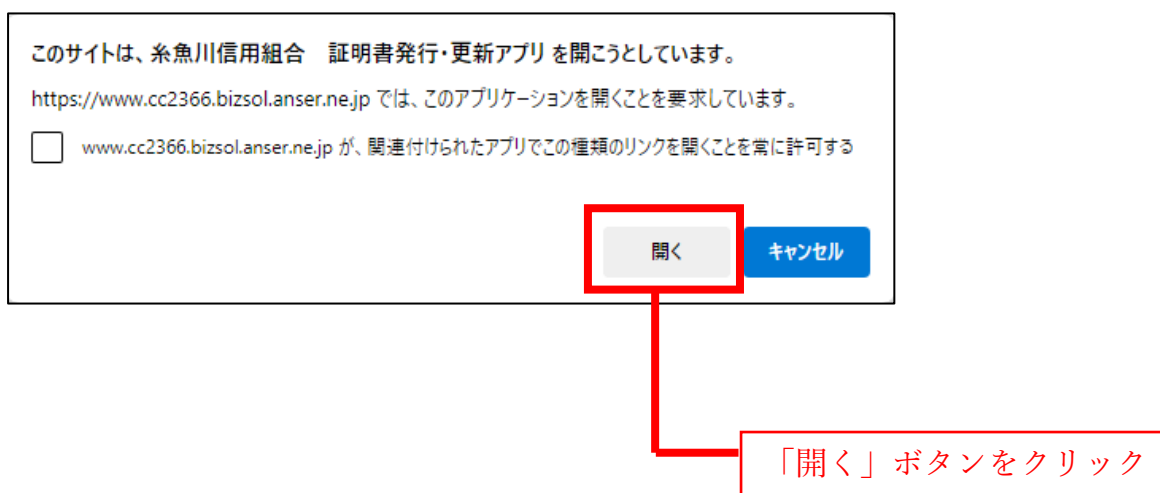 このサイトは、糸魚川信用組合　証明書発行・更新アプリ を開こうとしています。
https://www.cc2366.bizsol.anser.ne.jp では、このアプリケーションを開くことを要求しています。
www.cc2366.bizsol.anser.ne.jp が、関連付けられたアプリでこの種類のリンクを開くことを常に許可する
開く
キャンセル
「開く」ボタンをクリック